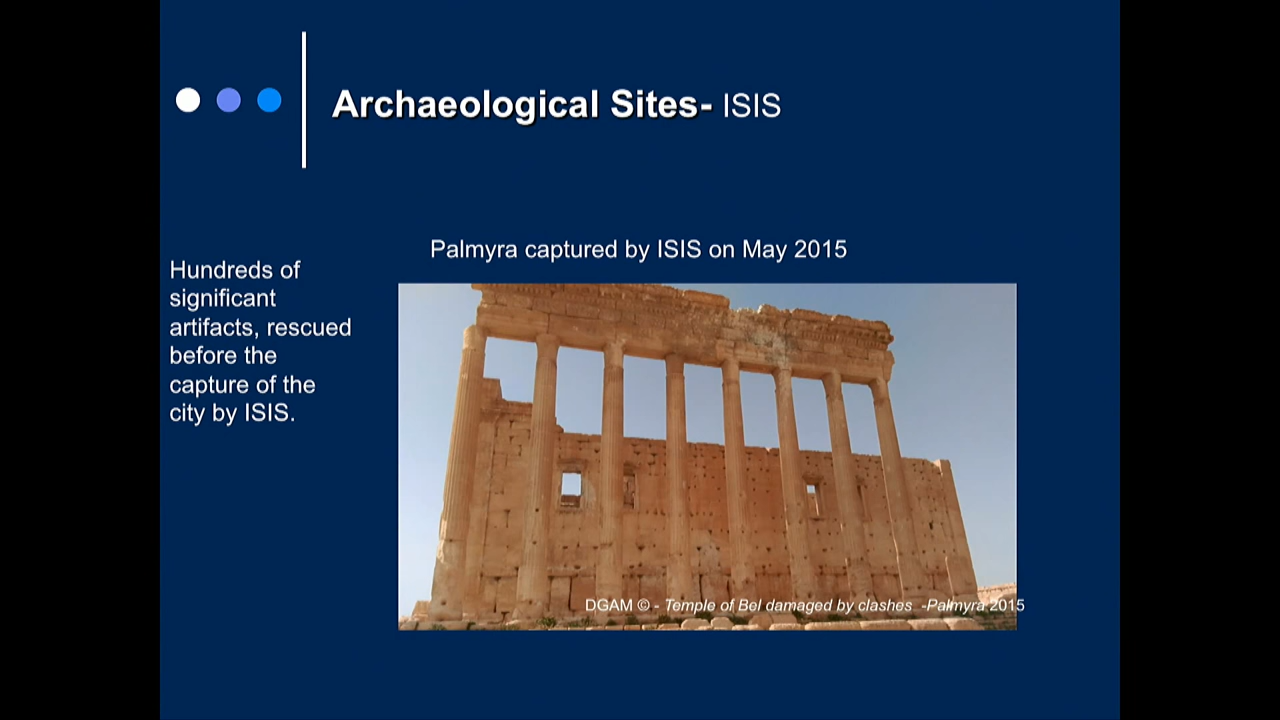 Archaeological Sites- ISIS
Palmyra captured by ISIS on May 2015
Hundreds of
significant
artifacts, rescued
before the
capture of the
city by ISIS.
DGAM © - Temple of Bel damaged by clashes -Palmyra 2015